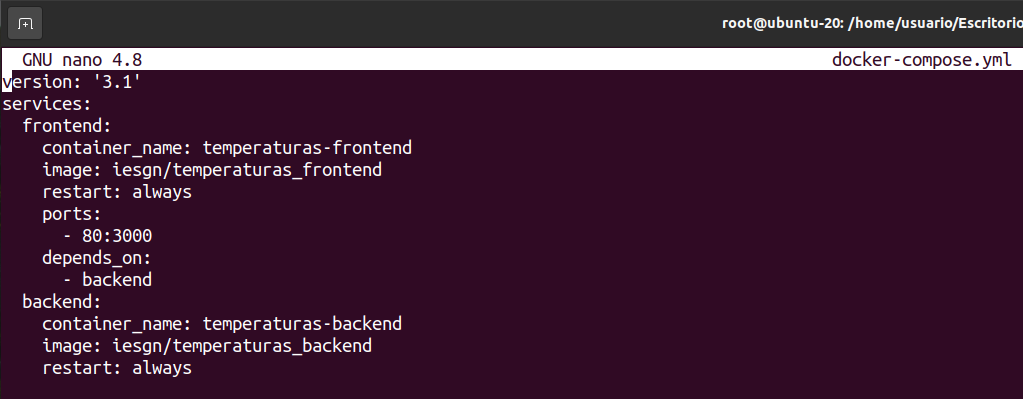 root@ubuntu-20: /home/usuario/Escritorio
GNU nano 4.8 docker-compose.yml
version: '3.1'
services:
  frontend:
    container_name: temperaturas-frontend
    image: iesgn/temperaturas_frontend
    restart: always
    ports:
      - 80:3000
    depends_on:
      - backend
  backend:
    container_name: temperaturas-backend
    image: iesgn/temperaturas_backend
    restart: always